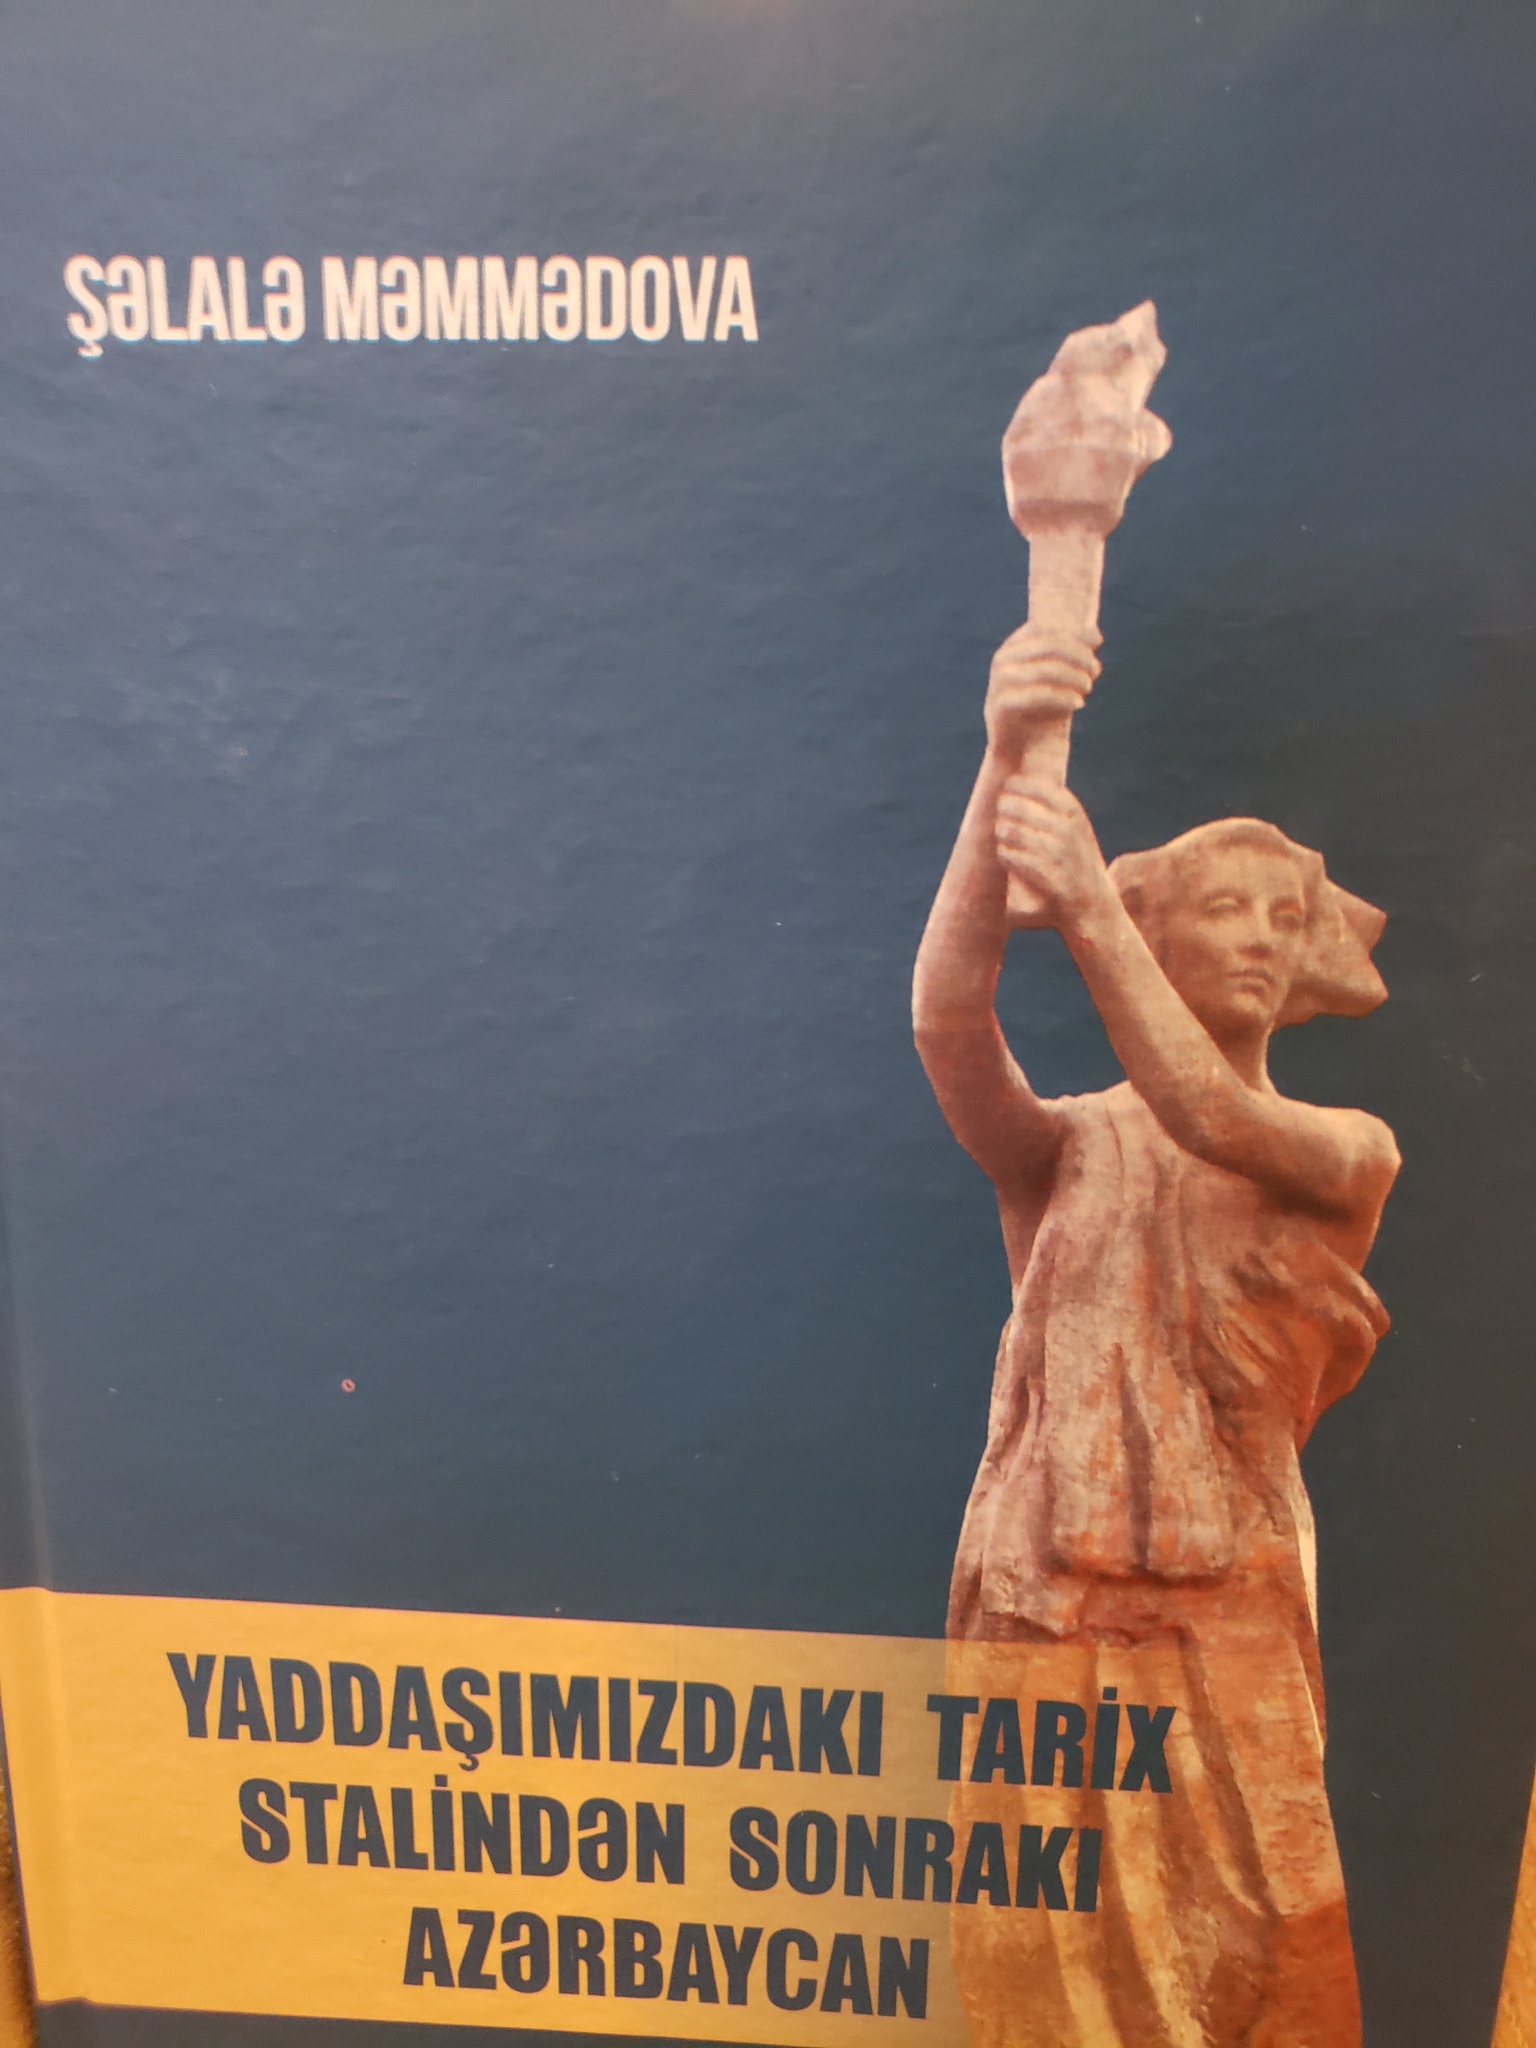 ŞƏLALƏ MƏMMƏDOVA
YADDAŞIMIZDAKI TARİX
STALİNDƏN SONRAKI
AZƏRBAYCAN